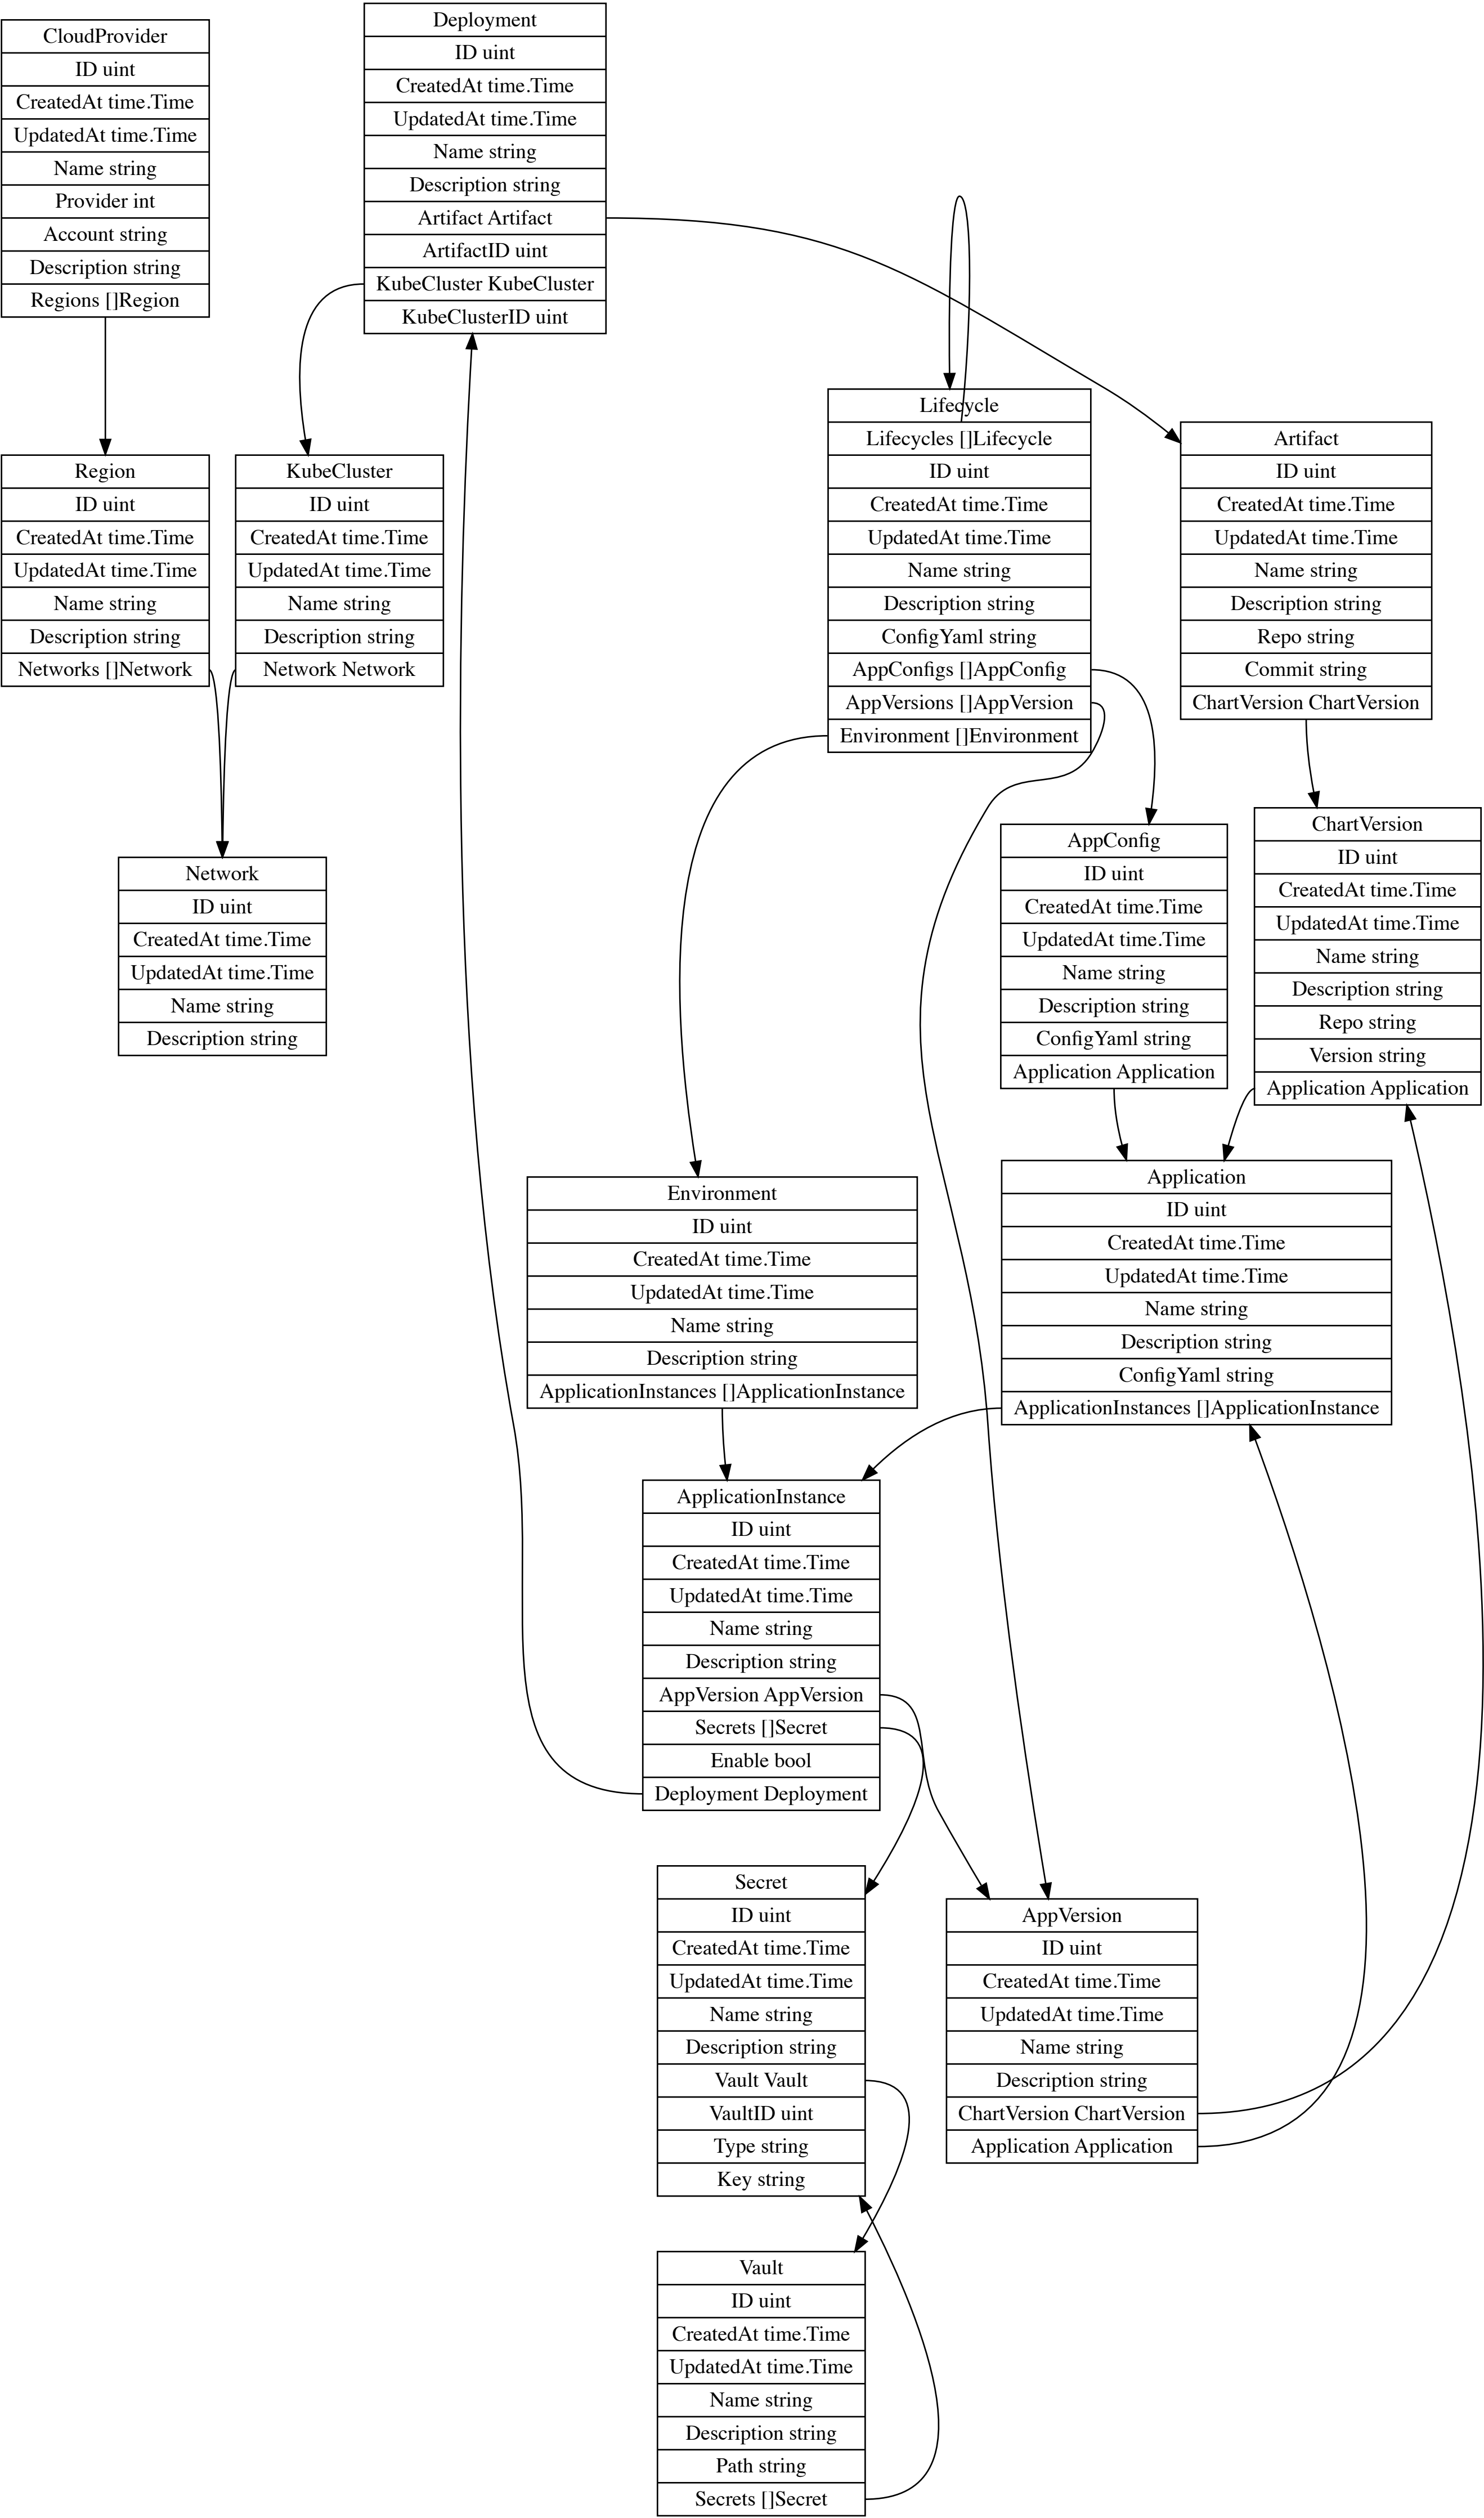 CloudProvider
ID uint
CreatedAt time.Time
UpdatedAt time.Time
Name string
Provider int
Account string
Description string
Regions []Region
Deployment
ID uint
CreatedAt time.Time
UpdatedAt time.Time
Name string
Description string
Artifact Artifact
ArtifactID uint
KubeCluster KubeCluster
KubeClusterID uint
Lifecycle
Lifecycles []Lifecycle
ID uint
CreatedAt time.Time
UpdatedAt time.Time
Name string
Description string
ConfigYaml string
AppConfigs []AppConfig
AppVersions []AppVersion
Environment []Environment
Artifact
ID uint
CreatedAt time.Time
UpdatedAt time.Time
Name string
Description string
Repo string
Commit string
ChartVersion ChartVersion
Region
ID uint
CreatedAt time.Time
UpdatedAt time.Time
Name string
Description string
Networks []Network
KubeCluster
ID uint
CreatedAt time.Time
UpdatedAt time.Time
Name string
Description string
Network Network
Network
ID uint
CreatedAt time.Time
UpdatedAt time.Time
Name string
Description string
AppConfig
ID uint
CreatedAt time.Time
UpdatedAt time.Time
Name string
Description string
ConfigYaml string
Application Application
ChartVersion
ID uint
CreatedAt time.Time
UpdatedAt time.Time
Name string
Description string
Repo string
Version string
Application Application
Environment
ID uint
CreatedAt time.Time
UpdatedAt time.Time
Name string
Description string
ApplicationInstances []ApplicationInstance
Application
ID uint
CreatedAt time.Time
UpdatedAt time.Time
Name string
Description string
ConfigYaml string
ApplicationInstances []ApplicationInstance
ApplicationInstance
ID uint
CreatedAt time.Time
UpdatedAt time.Time
Name string
Description string
AppVersion AppVersion
Secrets []Secret
Enable bool
Deployment Deployment
Secret
ID uint
CreatedAt time.Time
UpdatedAt time.Time
Name string
Description string
Vault Vault
VaultID uint
Type string
Key string
AppVersion
ID uint
CreatedAt time.Time
UpdatedAt time.Time
Name string
Description string
ChartVersion ChartVersion
Application Application
Vault
ID uint
CreatedAt time.Time
UpdatedAt time.Time
Name string
Description string
Path string
Secrets []Secret